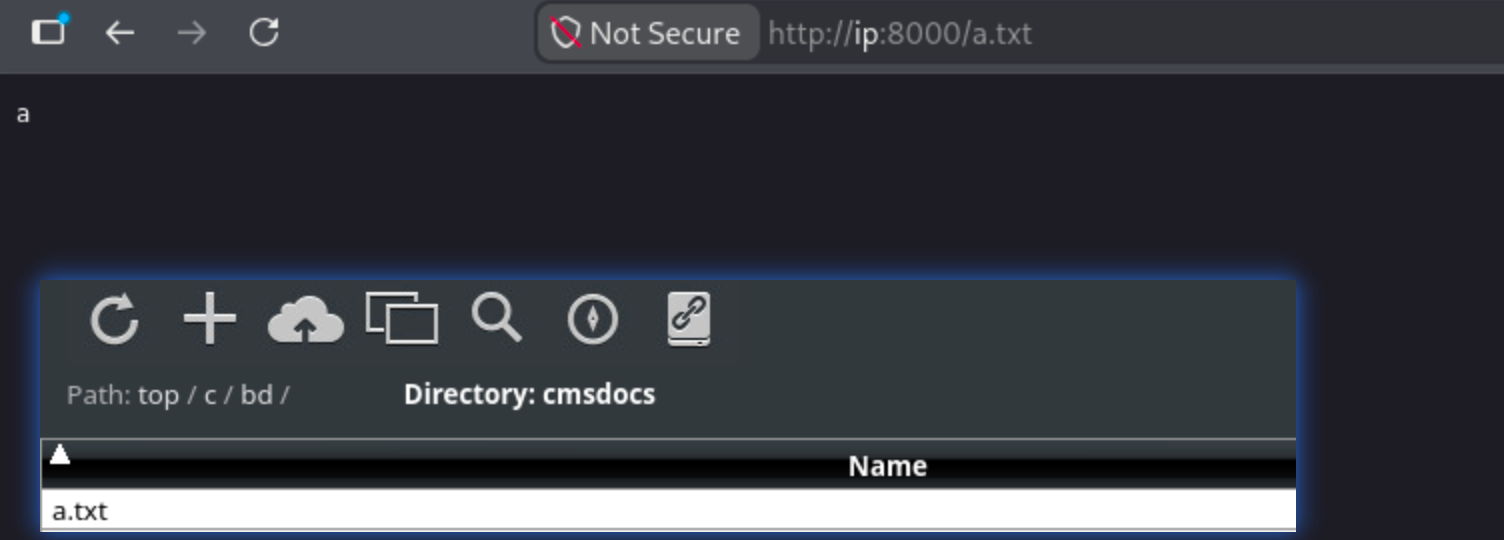 Not Secure http://ip:8000/a.txt
a
Path: top / c / bd / Directory: cmsdocs
Name
a.txt